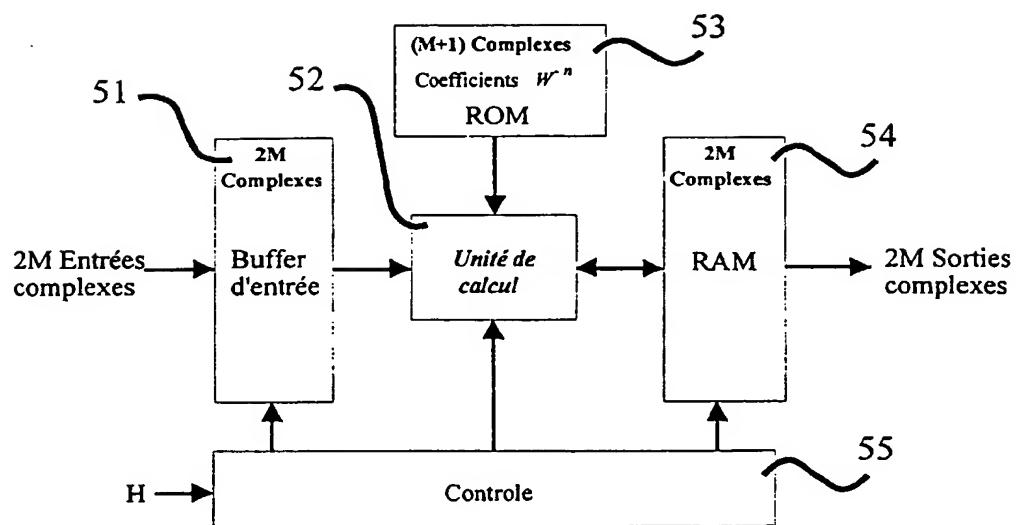 53
(M+1) Complexes
Coefficients W⁻ⁿ
ROM
51
52
54
2M
Complexes
2M
Complexes
2M Entrées
complexes
Buffer
d'entrée
Unité de
calcul
RAM
2M Sorties
complexes
55
H
Controle